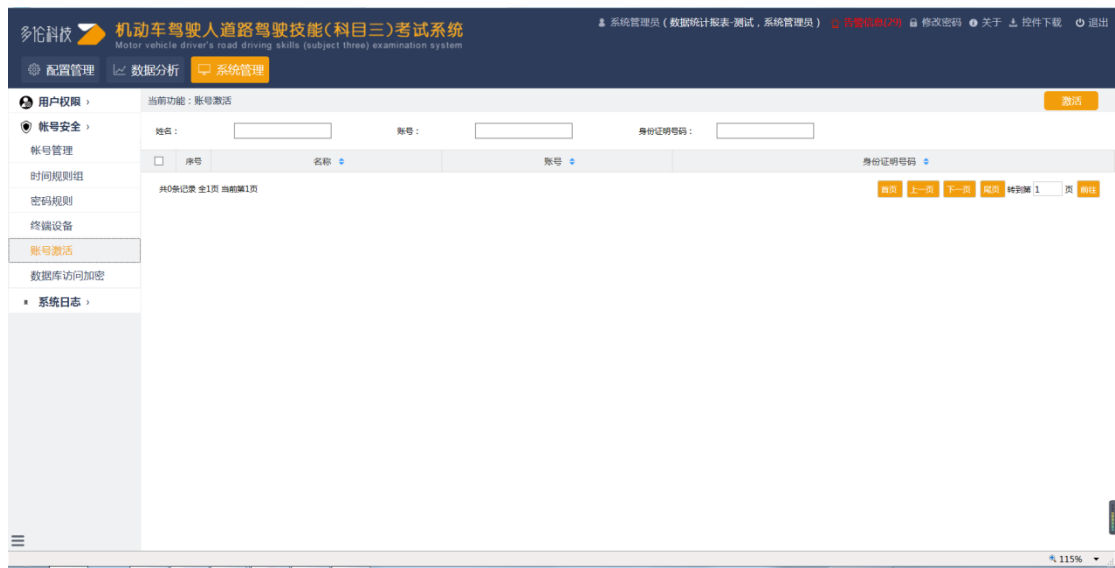 多伦科技 机动车驾驶人道路驾驶技能(科目三)考试系统
Motor vehicle driver's road driving skills (subject three) examination system
系统管理员 ( 数据统计报表-测试，系统管理员 ) 告警信息(29) 修改密码 关于 控件下载 退出
配置管理 数据分析 系统管理
用户权限 ›
帐号安全 ›
帐号管理
时间规则组
密码规则
终端设备
账号激活
数据库访问加密
系统日志 ›
当前功能：账号激活 激活
姓名： 账号： 身份证明号码：
序号 名称 账号 身份证明号码
共0条记录 全1页 当前第1页 首页 上一页 下一页 尾页 转到第 1 页 前往
115%